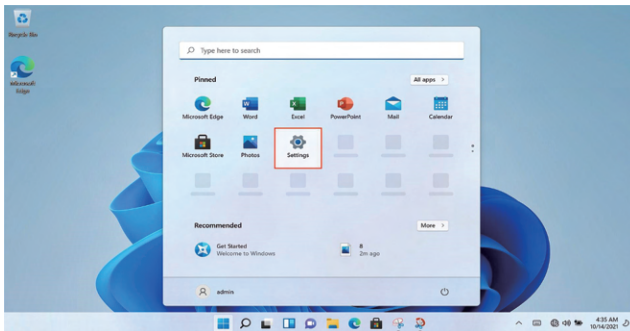 Recycle Bin
Microsoft
Edge
Type here to search
Pinned
All apps >
Microsoft Edge Word Excel PowerPoint Mail Calendar
Microsoft Store Photos Settings
Recommended
More >
Get Started
Welcome to Windows
8
2m ago
admin
4:35 AM
10/14/2021